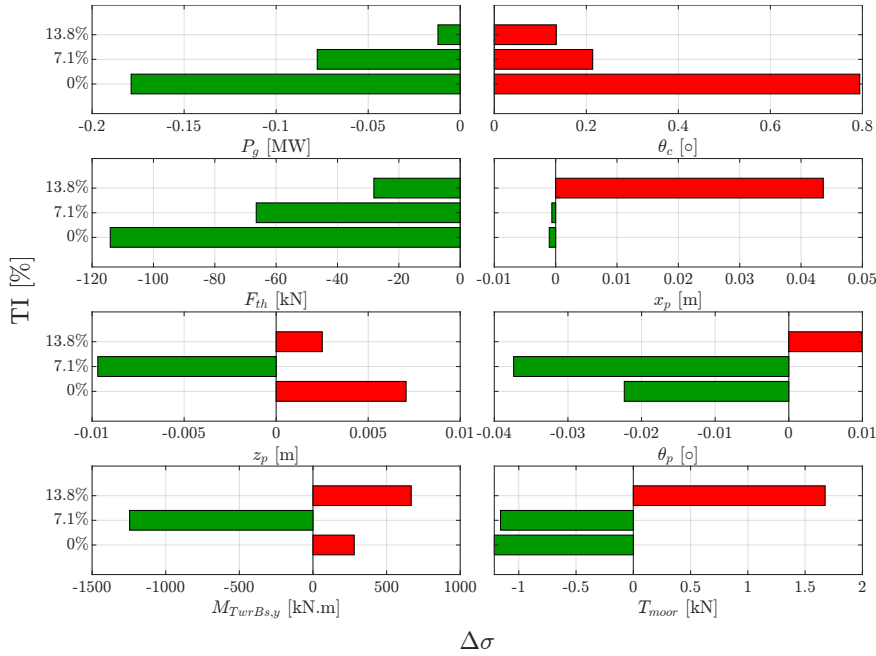 13.8%
7.1%
0%
-0.2 -0.15 -0.1 -0.05 0
P_g [MW]
0 0.2 0.4 0.6 0.8
θ_c [∘]
13.8%
7.1%
0%
-120 -100 -80 -60 -40 -20 0
F_th [kN]
-0.01 0 0.01 0.02 0.03 0.04 0.05
x_p [m]
TI [%]
13.8%
7.1%
0%
-0.01 -0.005 0 0.005 0.01
z_p [m]
-0.04 -0.03 -0.02 -0.01 0 0.01
θ_p [∘]
13.8%
7.1%
0%
-1500 -1000 -500 0 500 1000
M_TwrBs,y [kN.m]
-1 -0.5 0 0.5 1 1.5 2
T_moor [kN]
Δσ